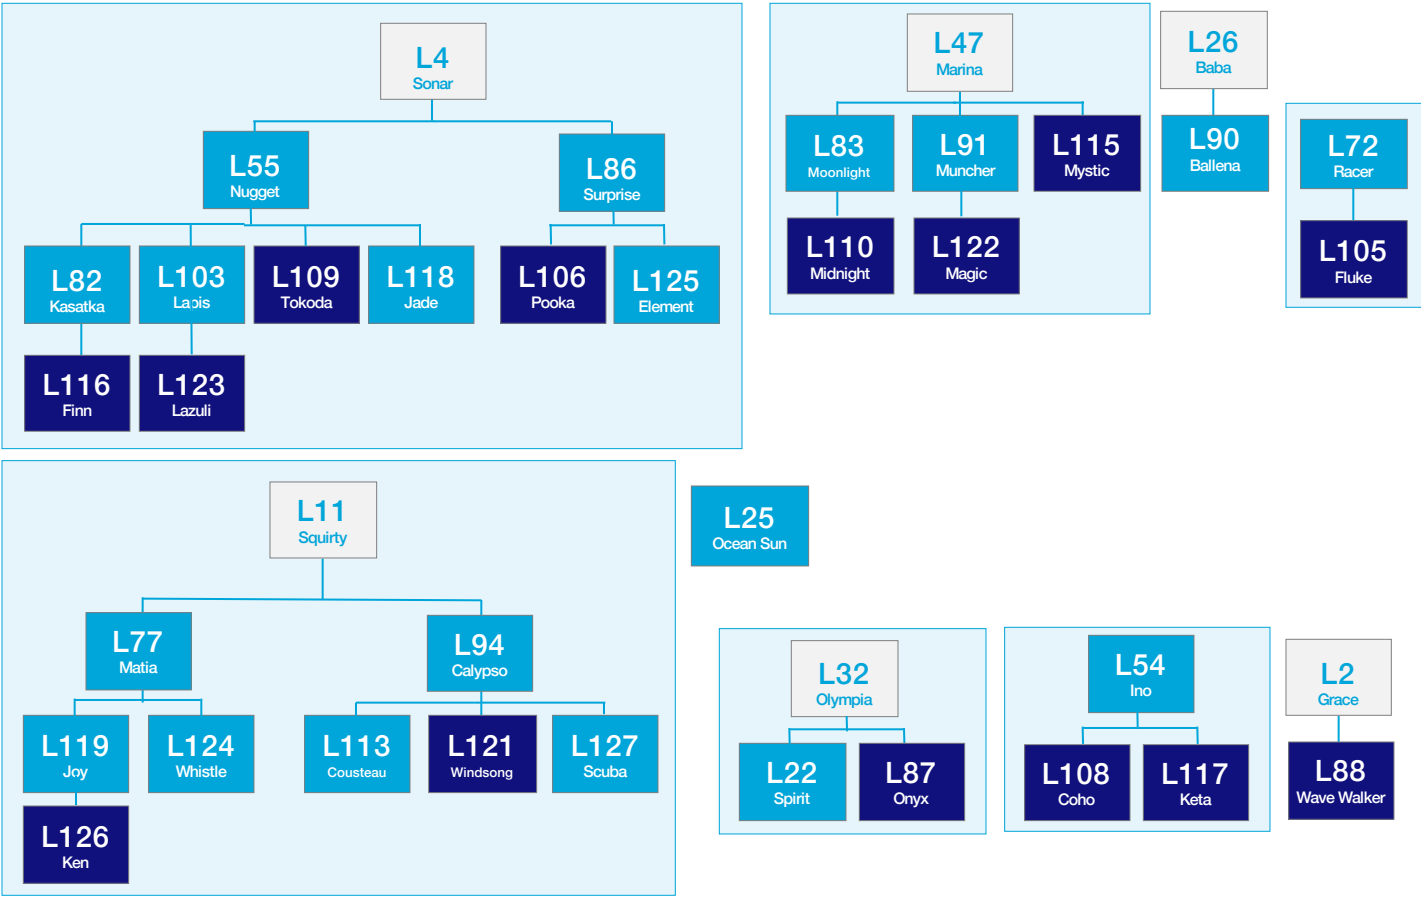 L4
Sonar
L55
Nugget
L86
Surprise
L82
Kasatka
L103
Lapis
L109
Tokoda
L118
Jade
L106
Pooka
L125
Element
L116
Finn
L123
Lazuli
L47
Marina
L83
Moonlight
L91
Muncher
L115
Mystic
L110
Midnight
L122
Magic
L26
Baba
L90
Ballena
L72
Racer
L105
Fluke
L11
Squirty
L77
Matia
L94
Calypso
L119
Joy
L124
Whistle
L113
Cousteau
L121
Windsong
L127
Scuba
L126
Ken
L25
Ocean Sun
L32
Olympia
L22
Spirit
L87
Onyx
L54
Ino
L108
Coho
L117
Keta
L2
Grace
L88
Wave Walker